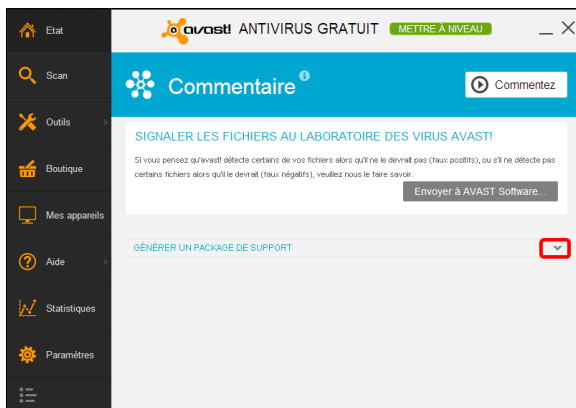 avast! ANTIVIRUS GRATUIT METTRE À NIVEAU
Etat
Scan
Outils
Boutique
Mes appareils
Aide
Statistiques
Paramètres
Commentaire
Commentez
SIGNALER LES FICHIERS AU LABORATOIRE DES VIRUS AVAST!
Si vous pensez qu'avast! détecte certains de vos fichiers alors qu'il ne le devrait pas (faux positifs), ou s'il ne détecte pas
certains fichiers alors qu'il le devrait (faux négatifs), veuillez nous le faire savoir.
Envoyer à AVAST Software...
GÉNÉRER UN PACKAGE DE SUPPORT